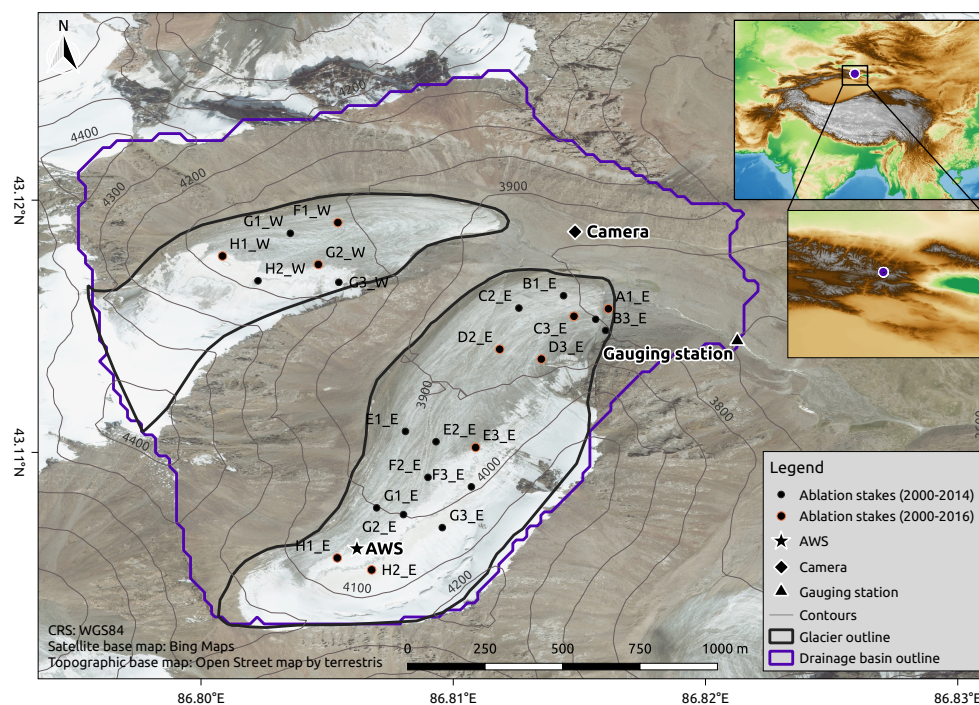 N
4200
4400
4300
4200
3900
43.12°N
F1_W
G1_W
H1_W
G2_W
H2_W
G3_W
Camera
B1_E
C2_E
A1_E
C3_E
B3_E
D2_E
D3_E
Gauging station
3900
3800
E1_E
E2_E
E3_E
4400
43.11°N
F2_E
F3_E
4000
G1_E
G2_E
G3_E
H1_E
AWS
H2_E
4100
4200
Legend
Ablation stakes (2000-2014)
Ablation stakes (2000-2016)
AWS
Camera
Gauging station
Contours
Glacier outline
Drainage basin outline
CRS: WGS84
Satellite base map: Bing Maps
Topographic base map: Open Street map by terrestris
0 250 500 750 1000 m
86.80°E 86.81°E 86.82°E 86.83°E